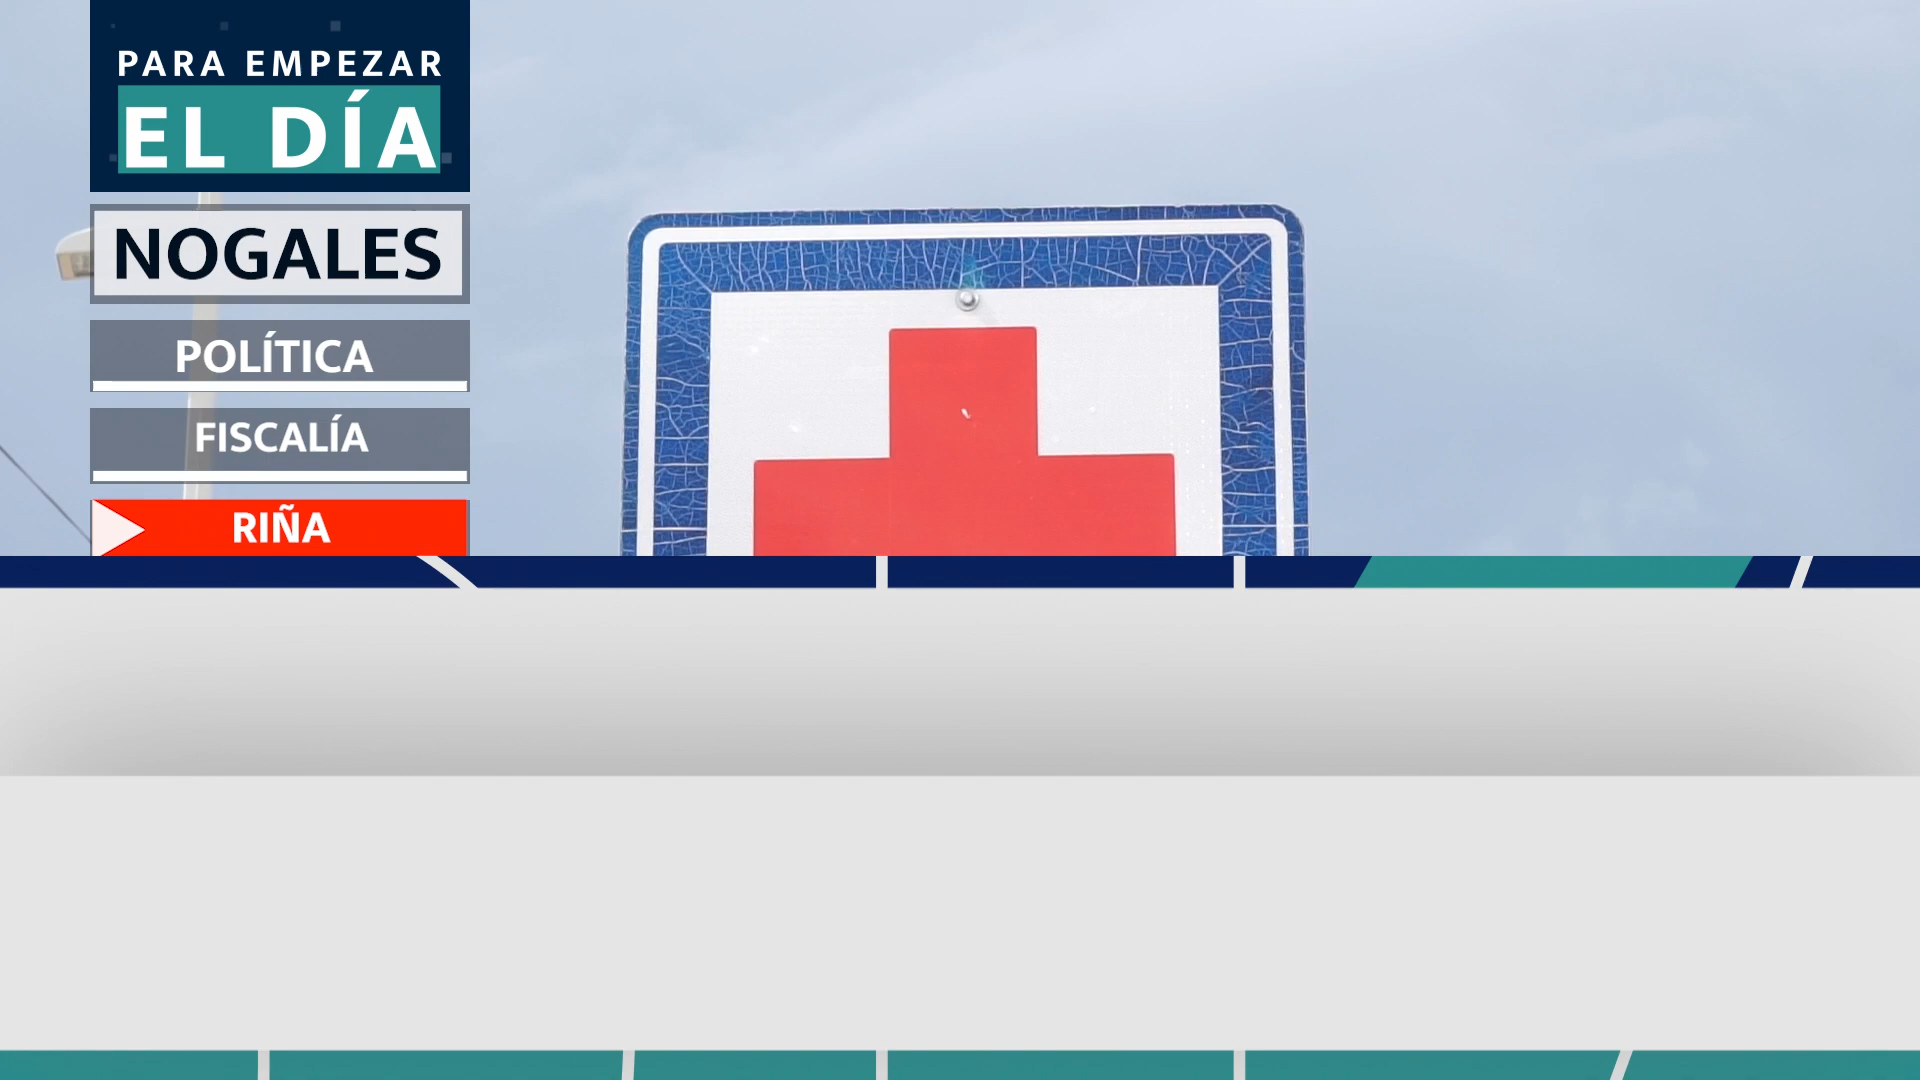 PARA EMPEZAR
EL DÍA
NOGALES
POLÍTICA
FISCALÍA
RIÑA